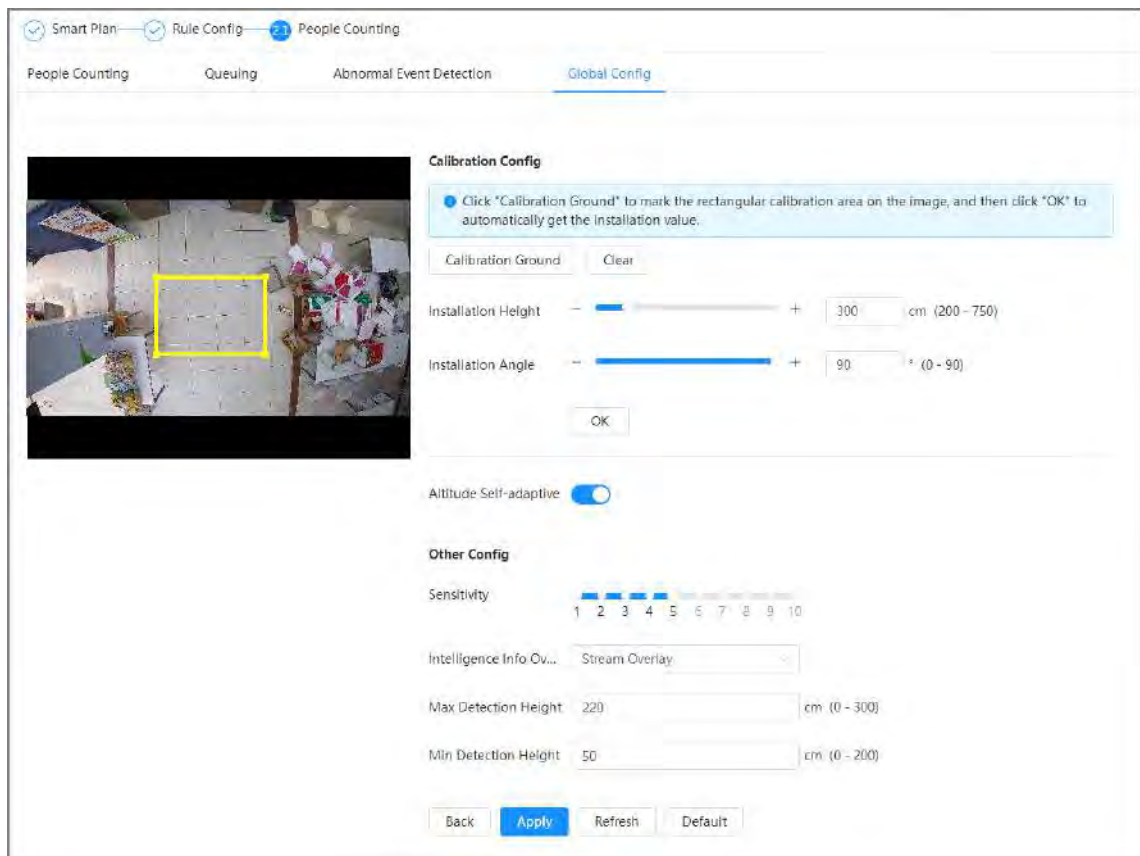 Smart Plan Rule Config 2.1 People Counting
People Counting Queuing Abnormal Event Detection Global Config
Calibration Config
Click "Calibration Ground" to mark the rectangular calibration area on the image, and then click "OK" to
automatically get the installation value.
Calibration Ground Clear
Installation Height - + 300 cm (200 - 750)
Installation Angle - + 90 ° (0 - 90)
OK
Altitude Self-adaptive
Other Config
Sensitivity
1 2 3 4 5 6 7 8 9 10
Intelligence Info Ov... Stream Overlay
Max Detection Height 220 cm (0 - 300)
Min Detection Height 50 cm (0 - 200)
Back Apply Refresh Default